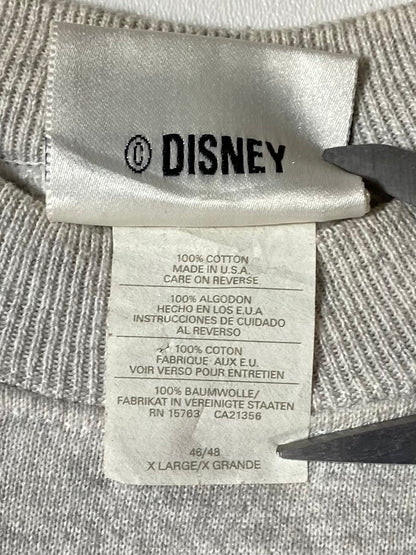 © DISNEY
100% COTTON
MADE IN U.S.A.
CARE ON REVERSE
100% ALGODON
HECHO EN LOS E.U.A
INSTRUCCIONES DE CUIDADO
AL REVERSO
100% COTON
FABRIQUE AUX E.U.
VOIR VERSO POUR ENTRETIEN
100% BAUMWOLLE/
FABRIKAT IN VEREINIGTE STAATEN
RN 15763 CA21356
46/48
X LARGE/X GRANDE